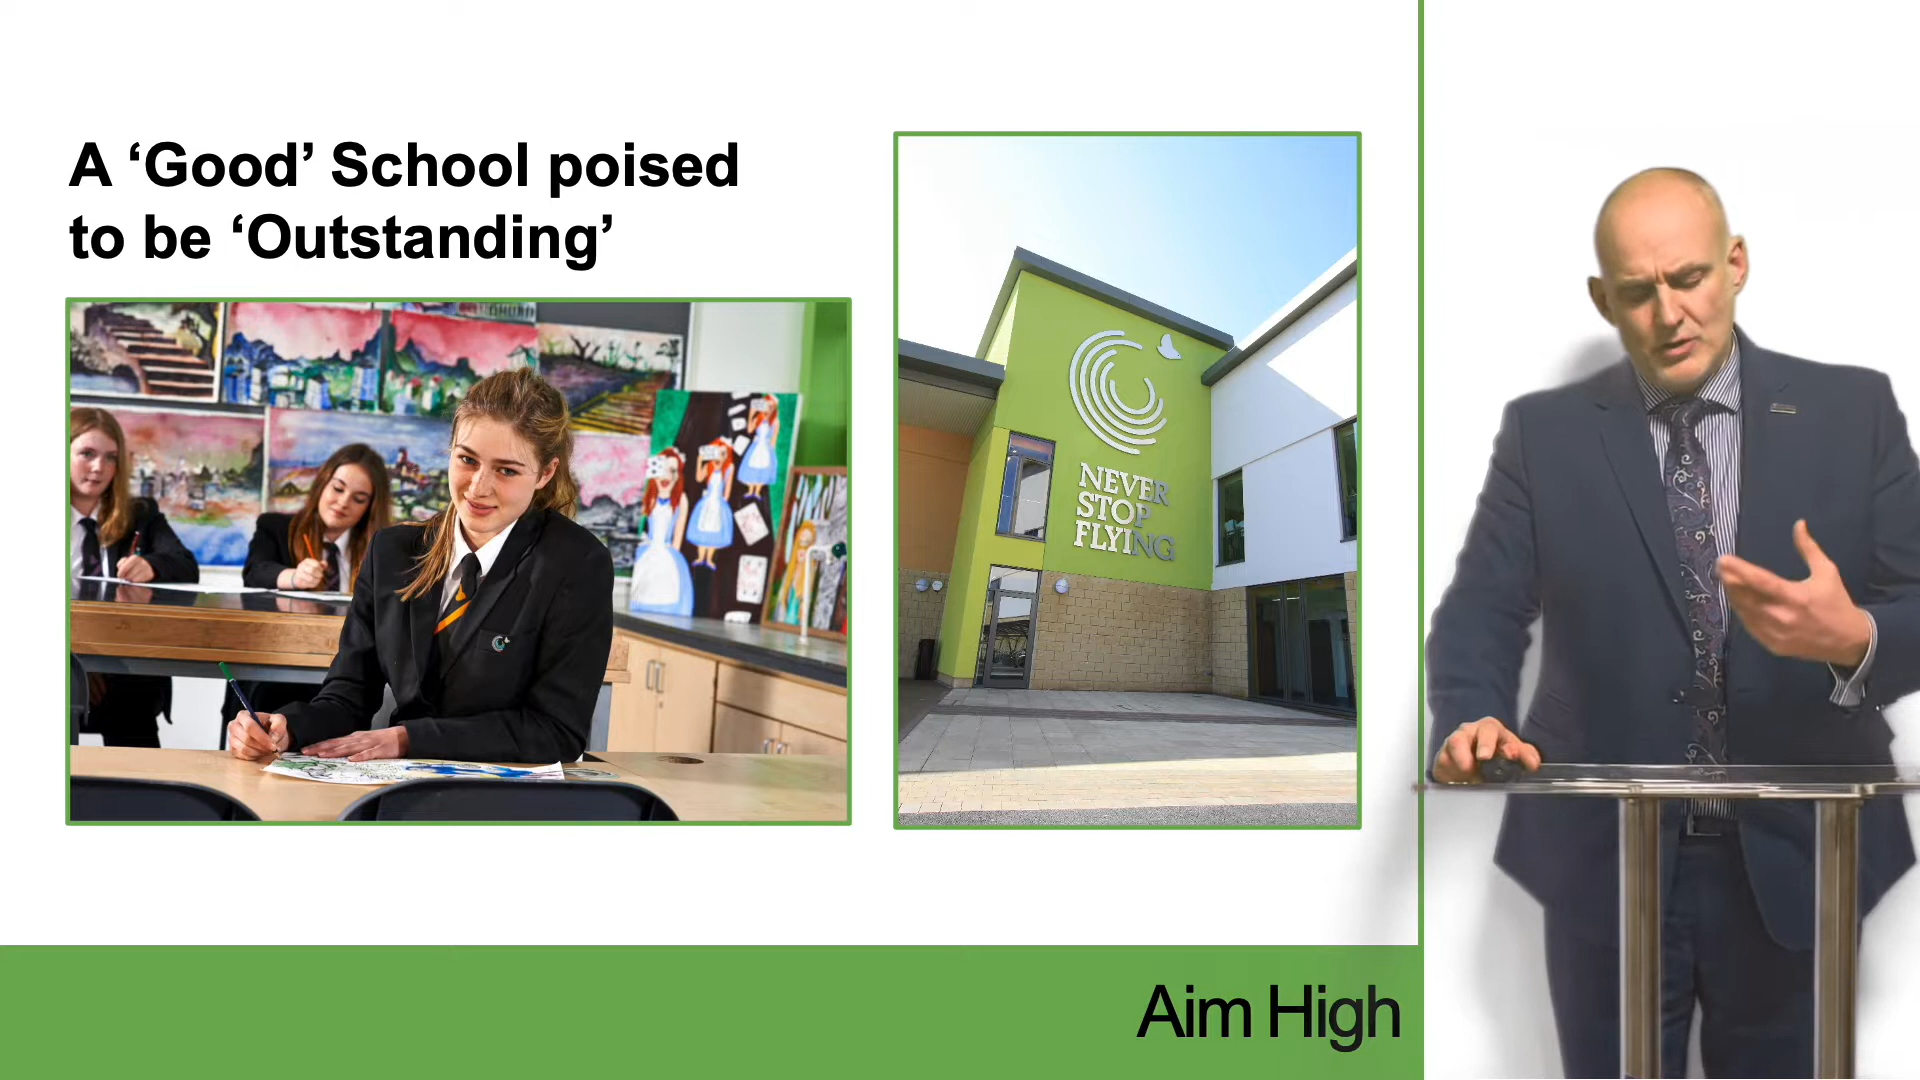 A ‘Good’ School poised
to be ‘Outstanding’
NEVER
STOP
FLYING
Aim High